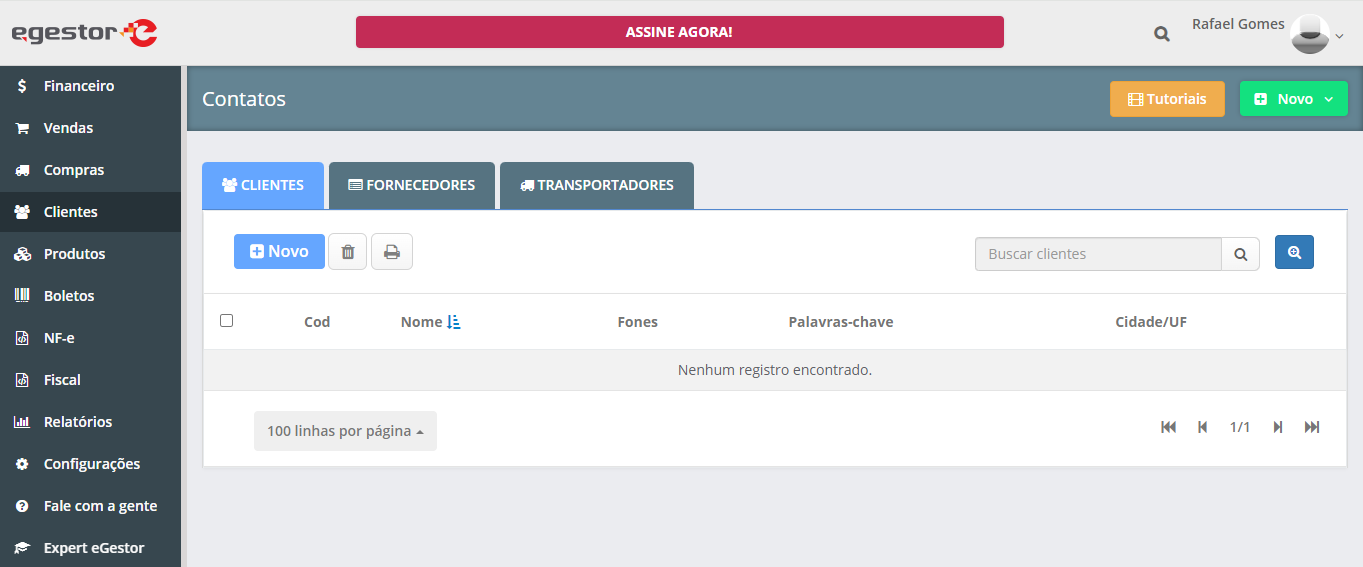 egestor
ASSINE AGORA!
Rafael Gomes
Financeiro
Vendas
Compras
Clientes
Produtos
Boletos
NF-e
Fiscal
Relatórios
Configurações
Fale com a gente
Expert eGestor
Contatos
Tutoriais
Novo
CLIENTES
FORNECEDORES
TRANSPORTADORES
Novo
Buscar clientes
Cod Nome Fones Palavras-chave Cidade/UF
Nenhum registro encontrado.
100 linhas por página
1/1